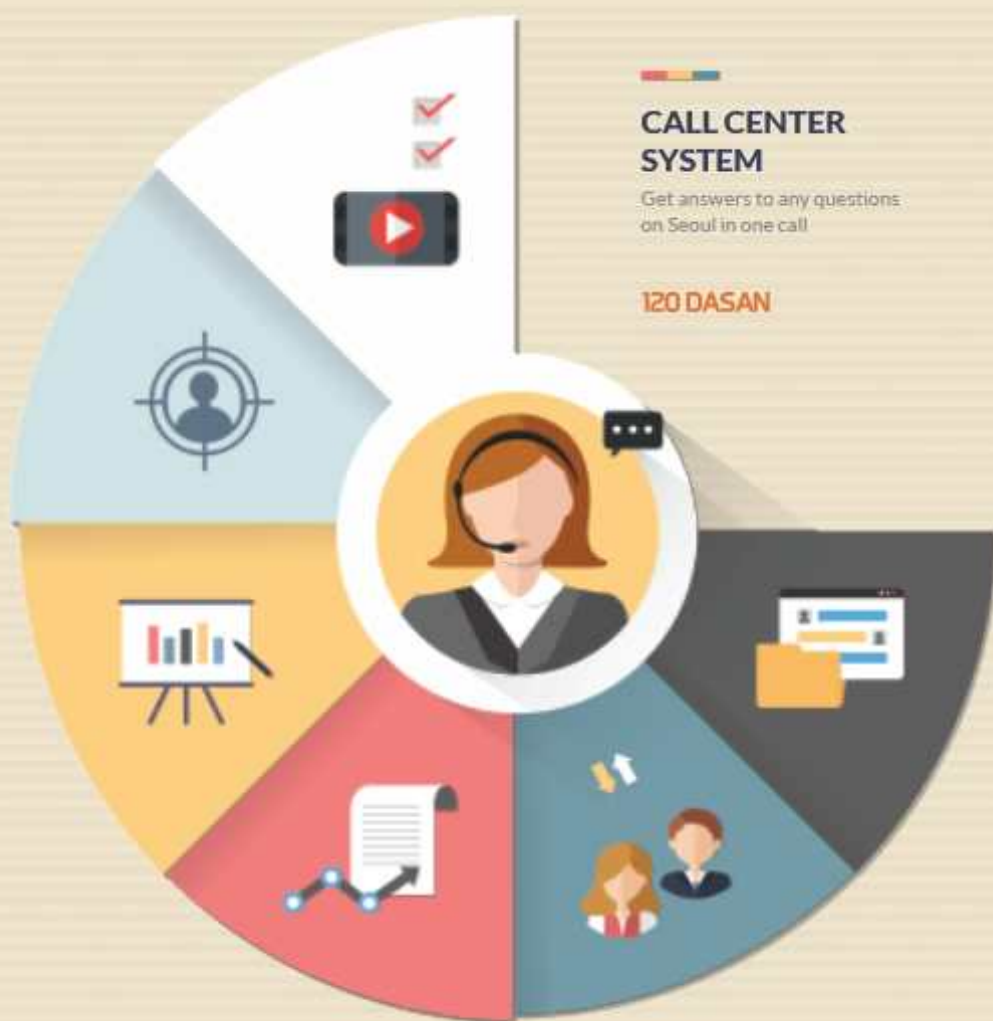 CALL CENTER
SYSTEM
Get answers to any questions
on Seoul in one call
120 DASAN